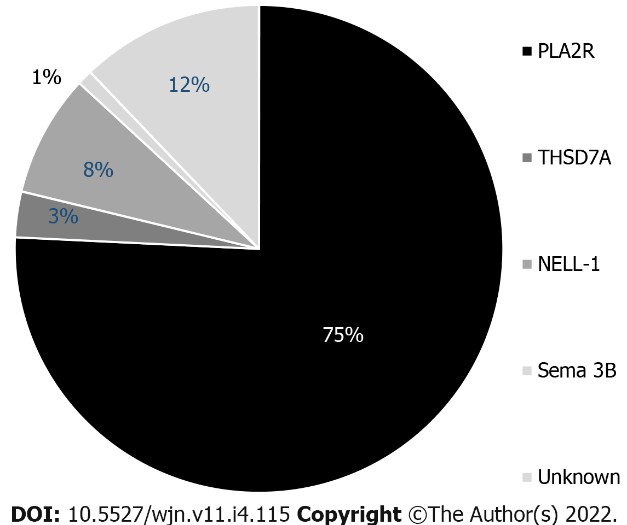 PLA2R
1%
12%
THSD7A
8%
3%
NELL-1
75%
Sema 3B
Unknown
DOI: 10.5527/wjn.v11.i4.115 Copyright ©The Author(s) 2022.